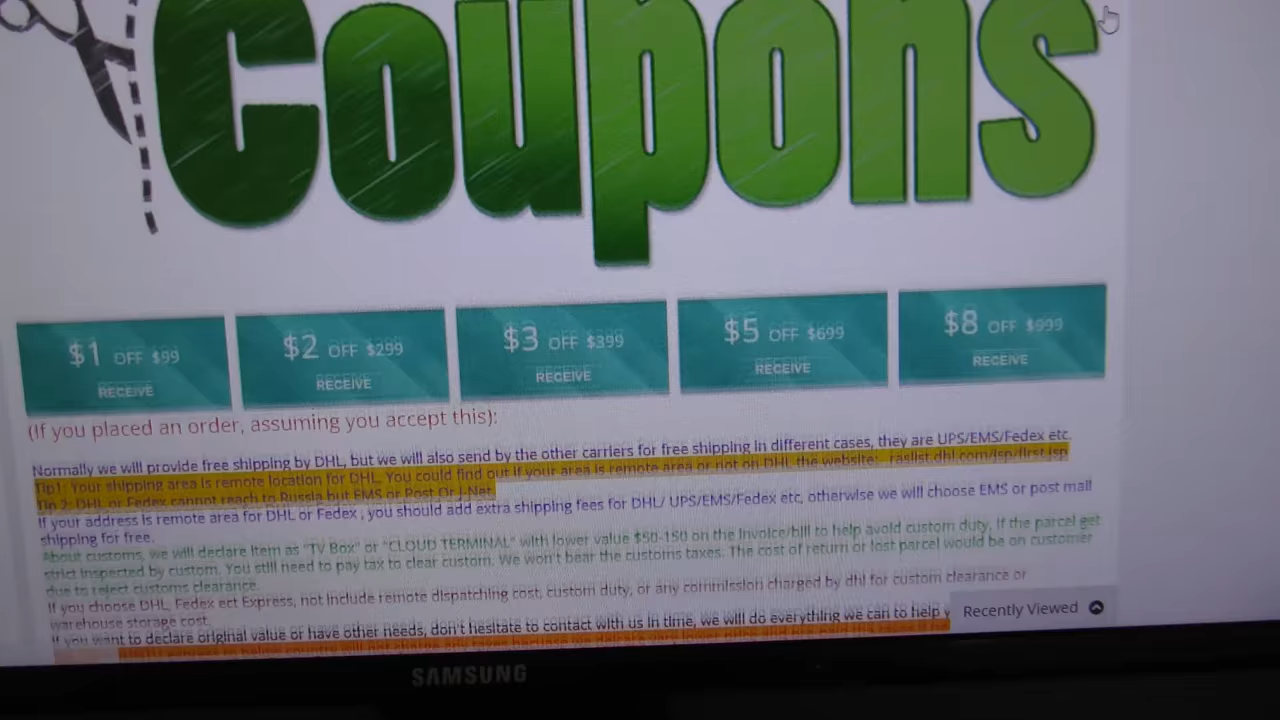 Coupons
$1 OFF $99
RECEIVE
$2 OFF $299
RECEIVE
$3 OFF $399
RECEIVE
$5 OFF $699
RECEIVE
$8 OFF $999
RECEIVE
(If you placed an order, assuming you accept this):
Normally we will provide free shipping by DHL, but we will also send by the other carriers for free shipping in different cases, they are UPS/EMS/Fedex etc.
Tip1: Your shipping area is remote location for DHL, You could find out if your area is remote area or not on DHL the website:
Tip 2: DHL or Fedex cannot reach to Russia but EMS or Post Or J-Net
If your address is remote area for DHL or Fedex , you should add extra shipping fees for DHL/ UPS/EMS/Fedex etc, otherwise we will choose EMS or post mail
shipping for free.
About customs, we will declare item as "TV Box" or "CLOUD TERMINAL" with lower value $50-150 on the invoice/bill to help avoid custom duty, If the parcel get
strict inspected by custom. You still need to pay tax to clear custom. We won't bear the customs taxes. The cost of return or lost parcel would be on customer
due to reject customs clearance.
If you choose DHL, Fedex ect Express, not include remote dispatching cost, custom duty, or any commission charged by dhl for custom clearance or
warehouse storage cost.
If you want to declare original value or have other needs, don't hesitate to contact with us in time, we will do everything we can to help y
Recently Viewed
SAMSUNG